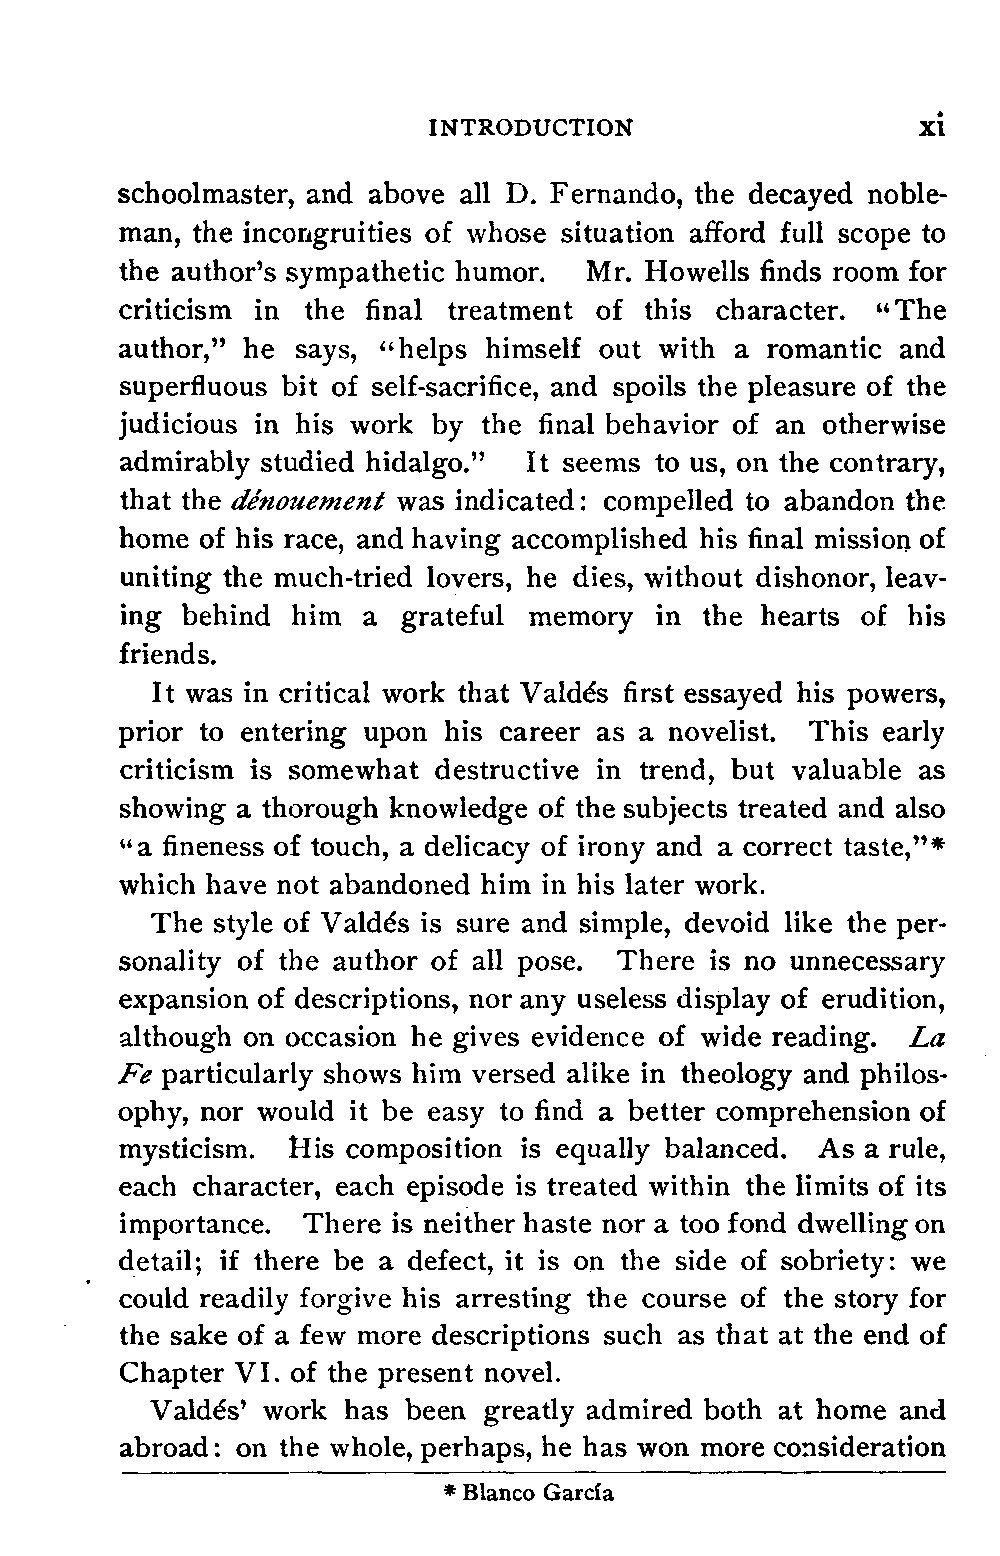 INTRODUCTION xi
schoolmaster, and above all D. Fernando, the decayed noble-
man, the incongruities of whose situation afford full scope to
the author's sympathetic humor. Mr. Howells finds room for
criticism in the final treatment of this character. "The
author," he says, "helps himself out with a romantic and
superfluous bit of self-sacrifice, and spoils the pleasure of the
judicious in his work by the final behavior of an otherwise
admirably studied hidalgo." It seems to us, on the contrary,
that the dénouement was indicated: compelled to abandon the
home of his race, and having accomplished his final mission of
uniting the much-tried lovers, he dies, without dishonor, leav-
ing behind him a grateful memory in the hearts of his
friends.
It was in critical work that Valdés first essayed his powers,
prior to entering upon his career as a novelist. This early
criticism is somewhat destructive in trend, but valuable as
showing a thorough knowledge of the subjects treated and also
"a fineness of touch, a delicacy of irony and a correct taste,"*
which have not abandoned him in his later work.
The style of Valdés is sure and simple, devoid like the per-
sonality of the author of all pose. There is no unnecessary
expansion of descriptions, nor any useless display of erudition,
although on occasion he gives evidence of wide reading. La
Fe particularly shows him versed alike in theology and philos-
ophy, nor would it be easy to find a better comprehension of
mysticism. His composition is equally balanced. As a rule,
each character, each episode is treated within the limits of its
importance. There is neither haste nor a too fond dwelling on
detail; if there be a defect, it is on the side of sobriety: we
could readily forgive his arresting the course of the story for
the sake of a few more descriptions such as that at the end of
Chapter VI. of the present novel.
Valdés' work has been greatly admired both at home and
abroad: on the whole, perhaps, he has won more consideration
* Blanco García